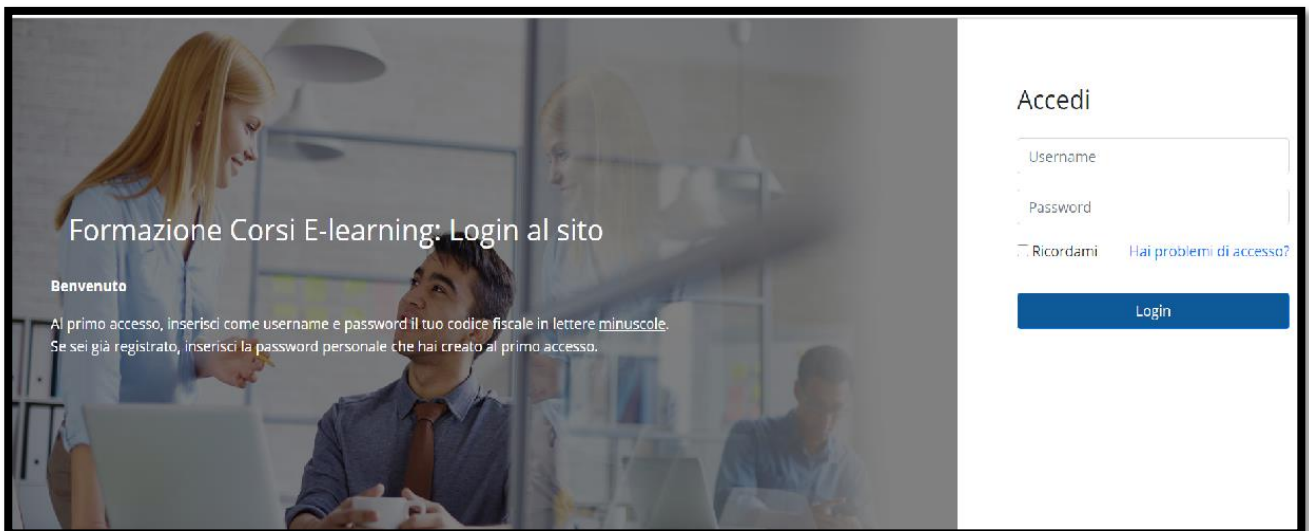 Formazione Corsi E-learning: Login al sito
Benvenuto
Al primo accesso, inserisci come username e password il tuo codice fiscale in lettere minuscole.
Se sei già registrato, inserisci la password personale che hai creato al primo accesso.
Accedi
Username
Password
Ricordami Hai problemi di accesso?
Login